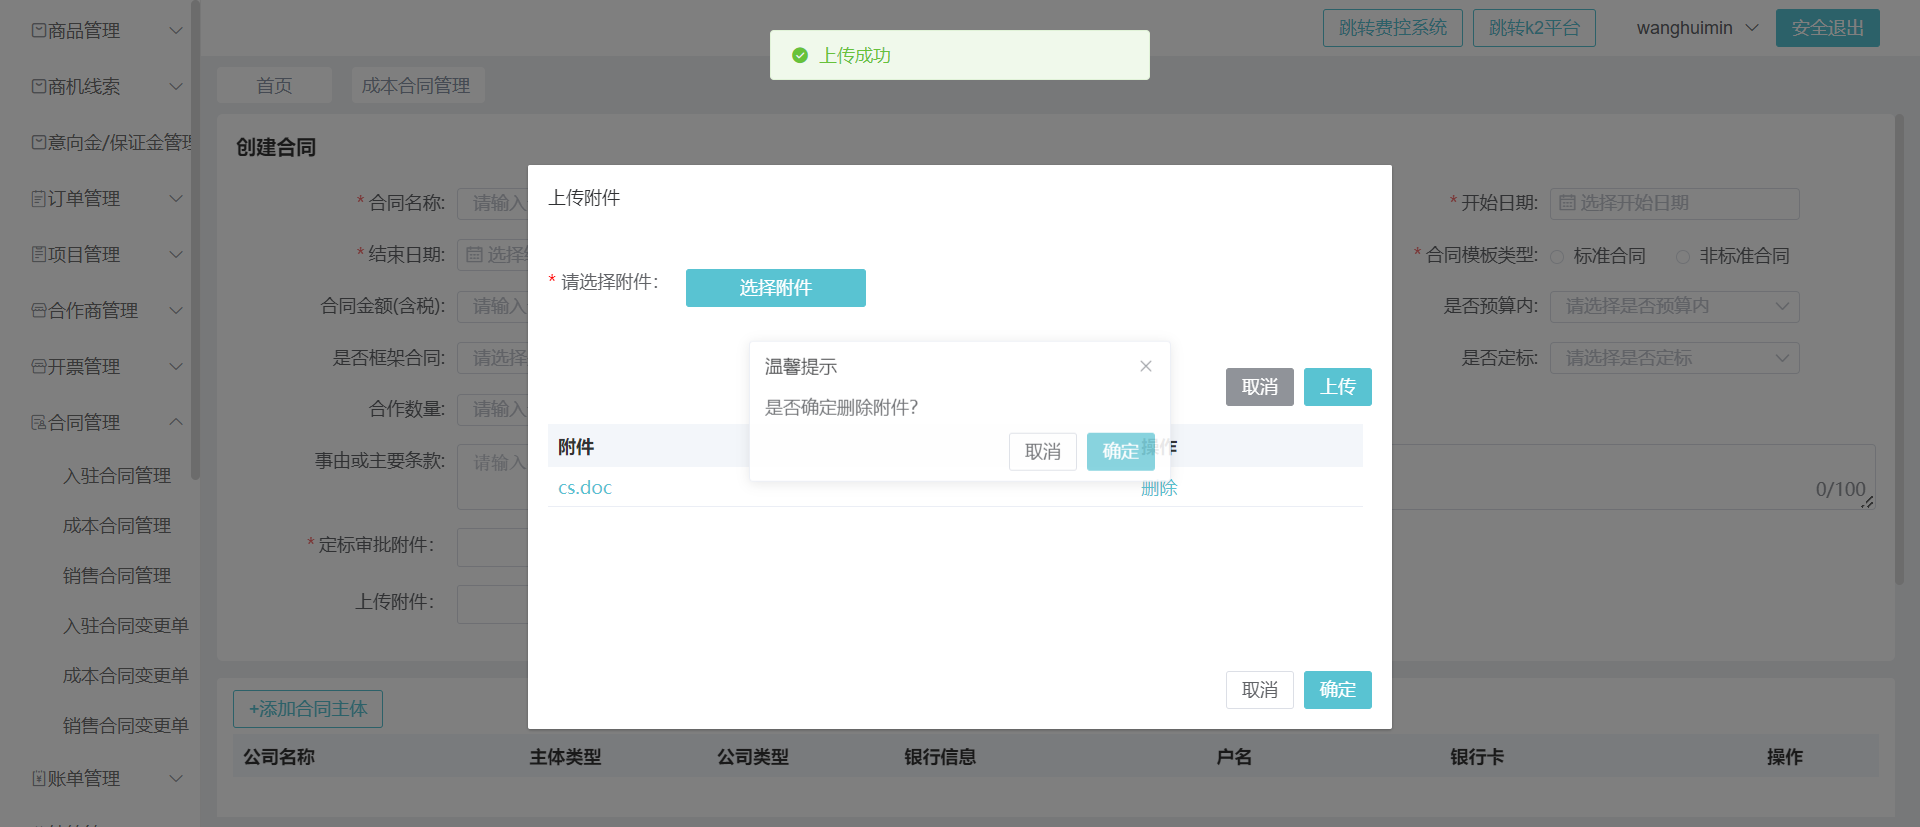 商品管理
商机线索
意向金/保证金管理
订单管理
项目管理
合作商管理
开票管理
合同管理
入驻合同管理
成本合同管理
销售合同管理
入驻合同变更单
成本合同变更单
销售合同变更单
账单管理
跳转费控系统
跳转k2平台
wanghuimin
安全退出
上传成功
首页
成本合同管理
创建合同
* 合同名称:
请输入
* 开始日期:
选择开始日期
* 结束日期:
选择
* 合同模板类型:
标准合同
非标准合同
合同金额(含税):
请输入
是否预算内:
请选择是否预算内
是否框架合同:
请选择
是否定标:
请选择是否定标
合作数量:
请输入
事由或主要条款:
请输入
0/100
* 定标审批附件:
上传附件:
上传附件
* 请选择附件:
选择附件
取消
上传
附件
操作
cs.doc
删除
温馨提示
是否确定删除附件?
取消
确定
取消
确定
+添加合同主体
公司名称
主体类型
公司类型
银行信息
户名
银行卡
操作